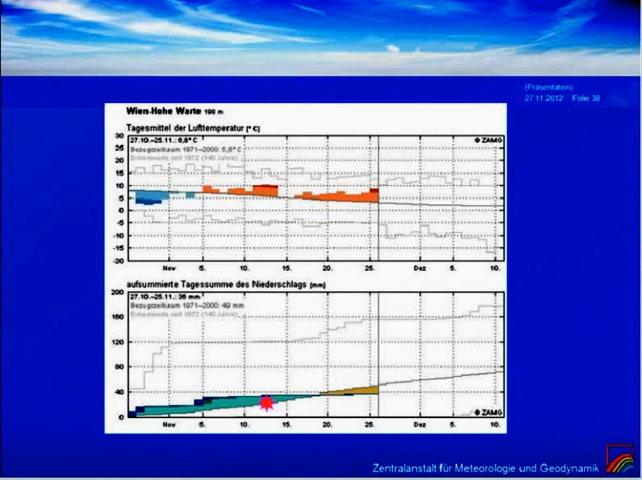 (Präsentation)
27.11.2012 Folie 38
Wien-Hohe Warte 198 m
Tagesmittel der Lufttemperatur (° C)
30
25
20
15
10
5
0
-5
-10
-15
-20
27.10.–25.11.: 6,8° C
Bezugszeitraum 1971–2000: 5,8° C
Extremwerte seit 1872 (140 Jahre)
© ZAMG
Nov 5. 10. 15. 20. 25. Dez 5. 10.
aufsummierte Tagessumme des Niederschlags (mm)
200
160
120
80
40
0
27.10.–25.11.: 36 mm
Bezugszeitraum 1971–2000: 49 mm
Extremwerte seit 1872 (140 Jahre)
© ZAMG
Nov 5. 10. 15. 20. 25. Dez 5. 10.
Zentralanstalt für Meteorologie und Geodynamik